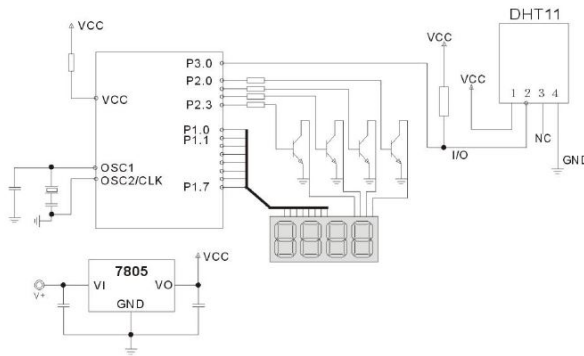 DHT11
VCC
VCC
P3.0
VCC
P2.0
P2.3
1 2 3 4
VCC
P1.0
P1.1
NC
I/O
GND
OSC1
OSC2/CLK
P1.7
8888
VCC
7805
VI
VO
V+
GND